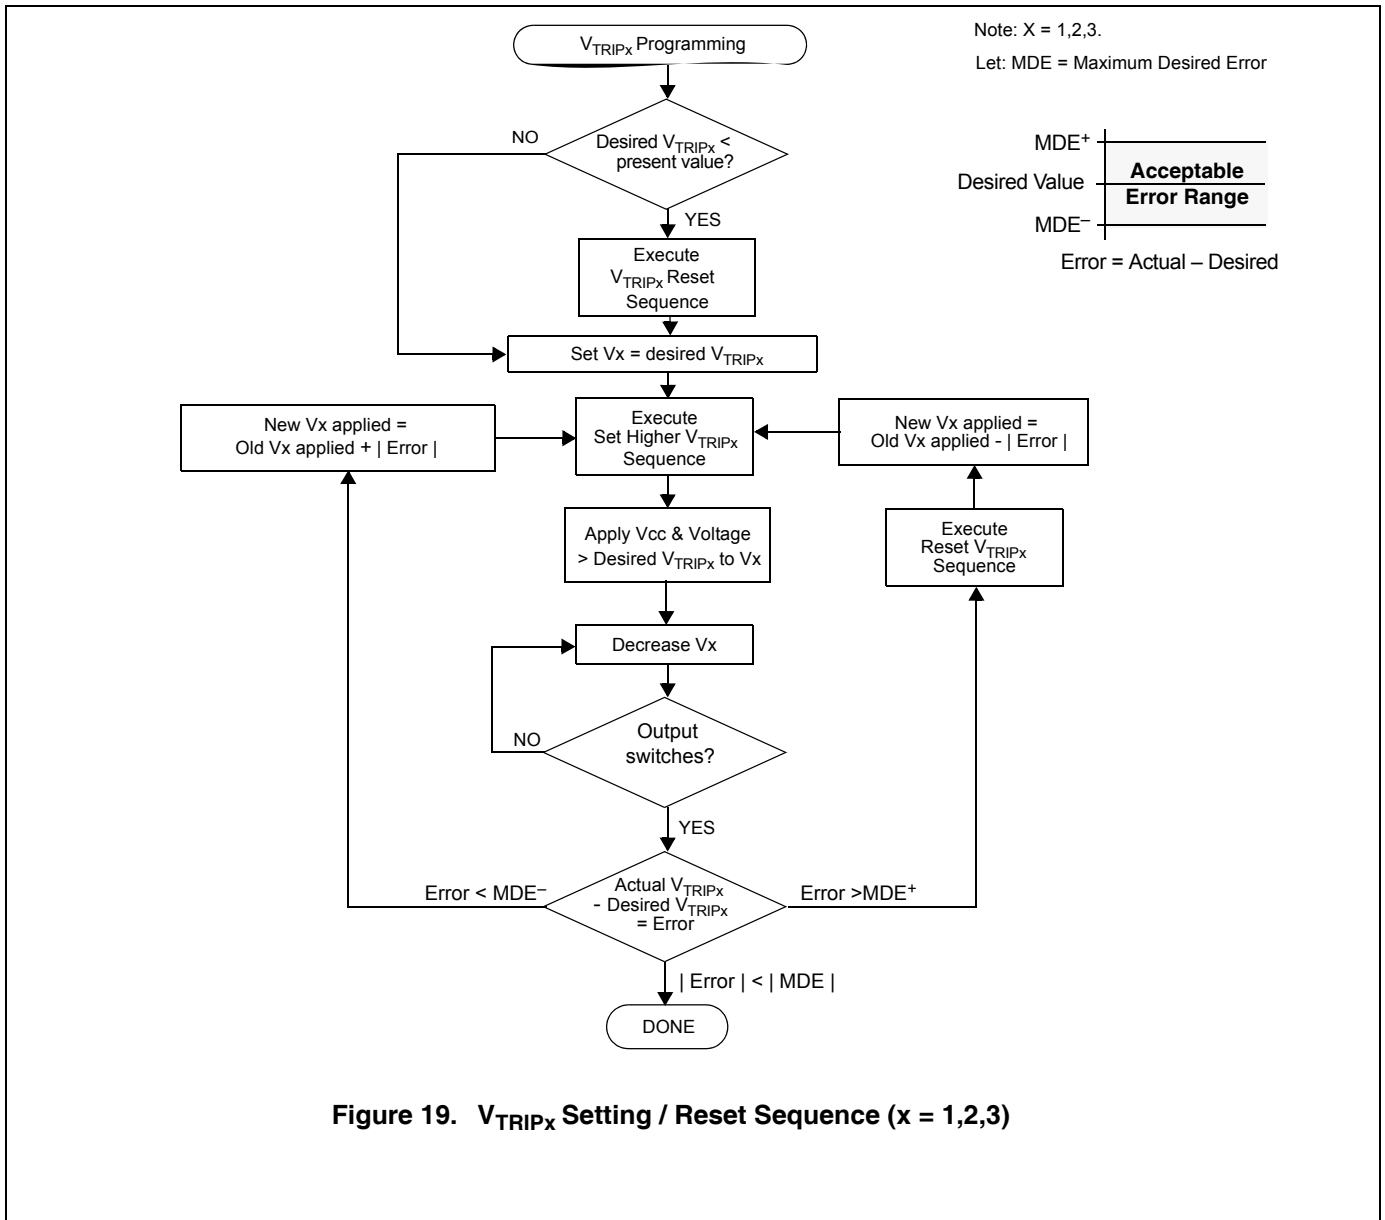 V_TRIPx Programming
Note: X = 1,2,3.
Let: MDE = Maximum Desired Error
NO
Desired V_TRIPx <
present value?
MDE⁺
Desired Value
MDE⁻
Acceptable
Error Range
Error = Actual – Desired
YES
Execute
V_TRIPx Reset
Sequence
Set Vx = desired V_TRIPx
New Vx applied =
Old Vx applied + | Error |
Execute
Set Higher V_TRIPx
Sequence
New Vx applied =
Old Vx applied - | Error |
Apply Vcc & Voltage
> Desired V_TRIPx to Vx
Execute
Reset V_TRIPx
Sequence
Decrease Vx
NO
Output
switches?
YES
Error < MDE⁻
Actual V_TRIPx
- Desired V_TRIPx
= Error
Error >MDE⁺
| Error | < | MDE |
DONE
Figure 19. V_TRIPx Setting / Reset Sequence (x = 1,2,3)